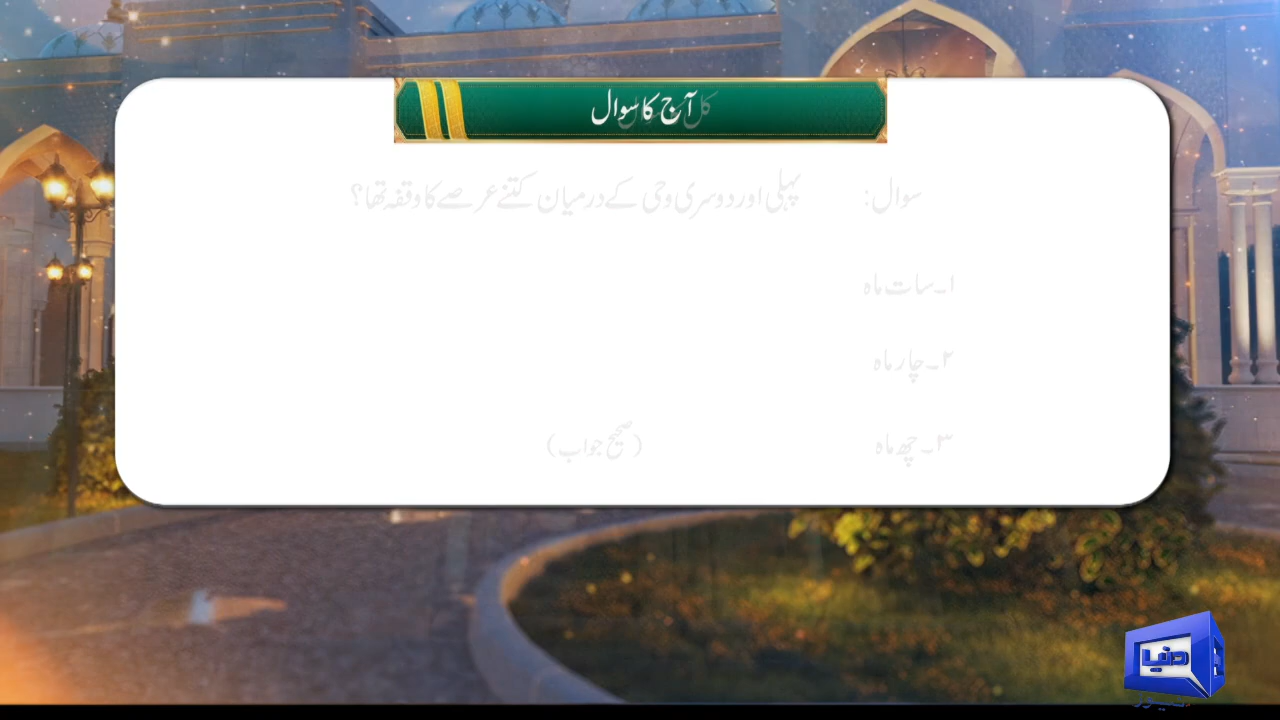 آج کا سوال
سوال: پہلی اور دوسری وحی کے درمیان کتنے عرصے کا وقفہ تھا؟
۱۔سات ماہ
۲۔چار ماہ
۳۔چھ ماہ (صحیح جواب)
دنیا